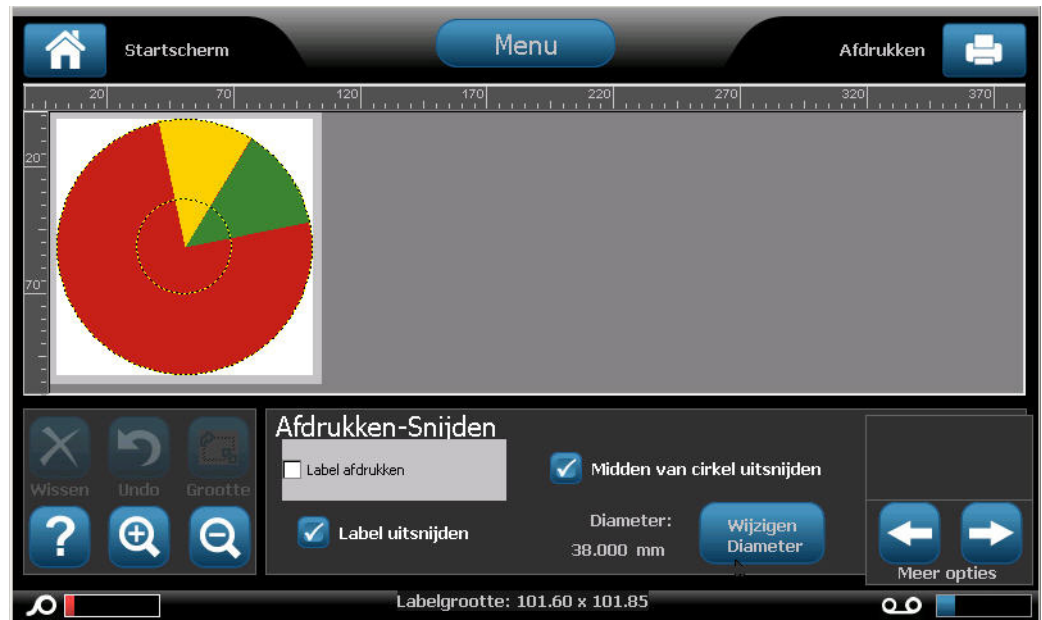 Startscherm Menu Afdrukken
20 70 120 170 220 270 320 370
20
70
Afdrukken-Snijden
Label afdrukken
Midden van cirkel uitsnijden
Wissen Undo Grootte
Label uitsnijden
Diameter:
38.000 mm
Wijzigen
Diameter
?
Meer opties
Labelgrootte: 101.60 x 101.85